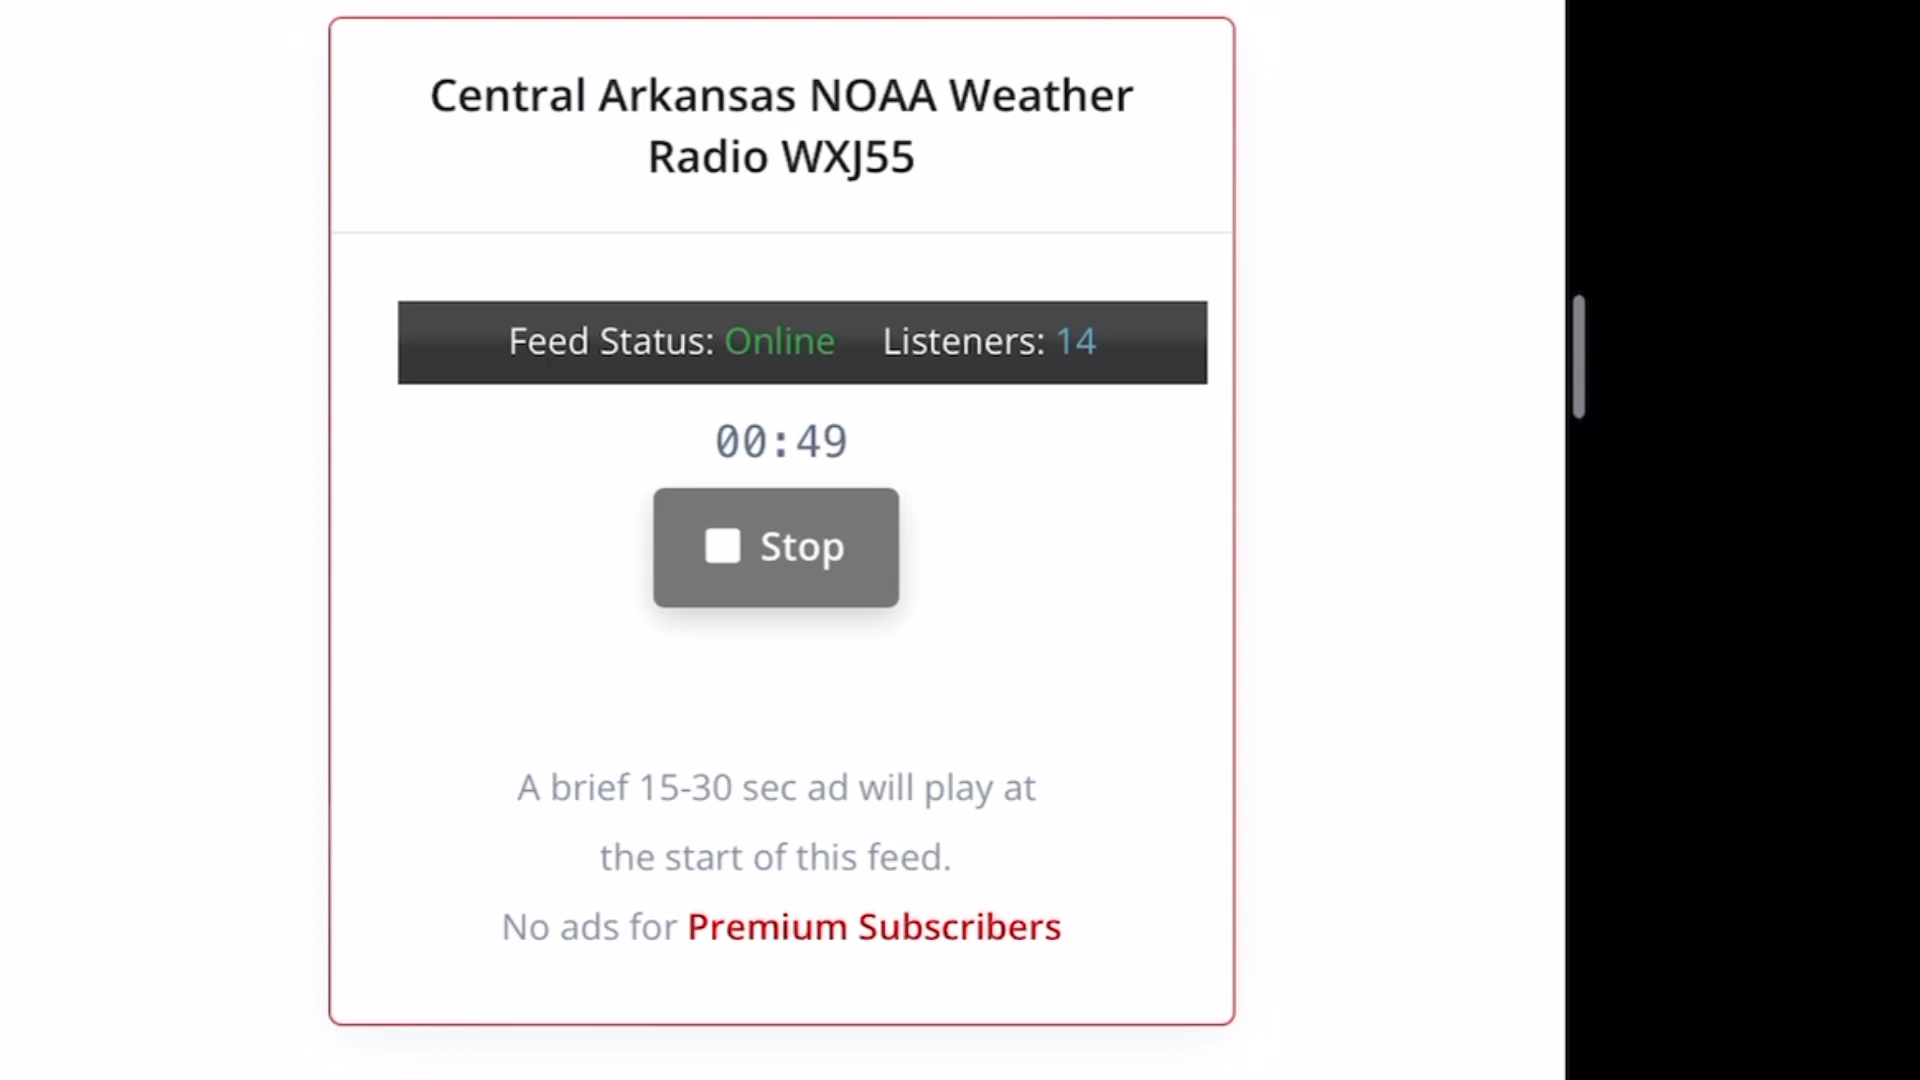 Central Arkansas NOAA Weather
Radio WXJ55
Feed Status: Online Listeners: 14
00:49
Stop
A brief 15-30 sec ad will play at
the start of this feed.
No ads for Premium Subscribers